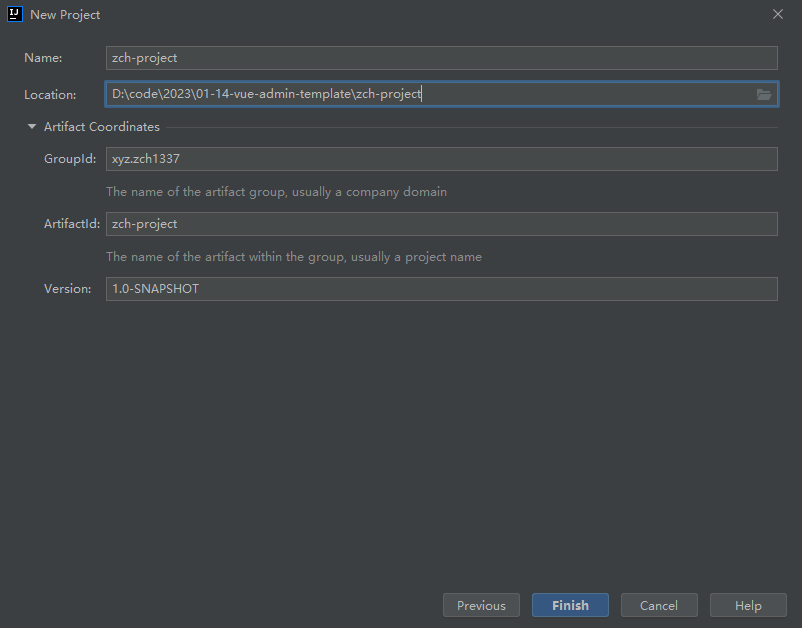 IJ New Project
Name: zch-project
Location: D:\code\2023\01-14-vue-admin-template\zch-project
Artifact Coordinates
GroupId: xyz.zch1337
The name of the artifact group, usually a company domain
ArtifactId: zch-project
The name of the artifact within the group, usually a project name
Version: 1.0-SNAPSHOT
Previous Finish Cancel Help